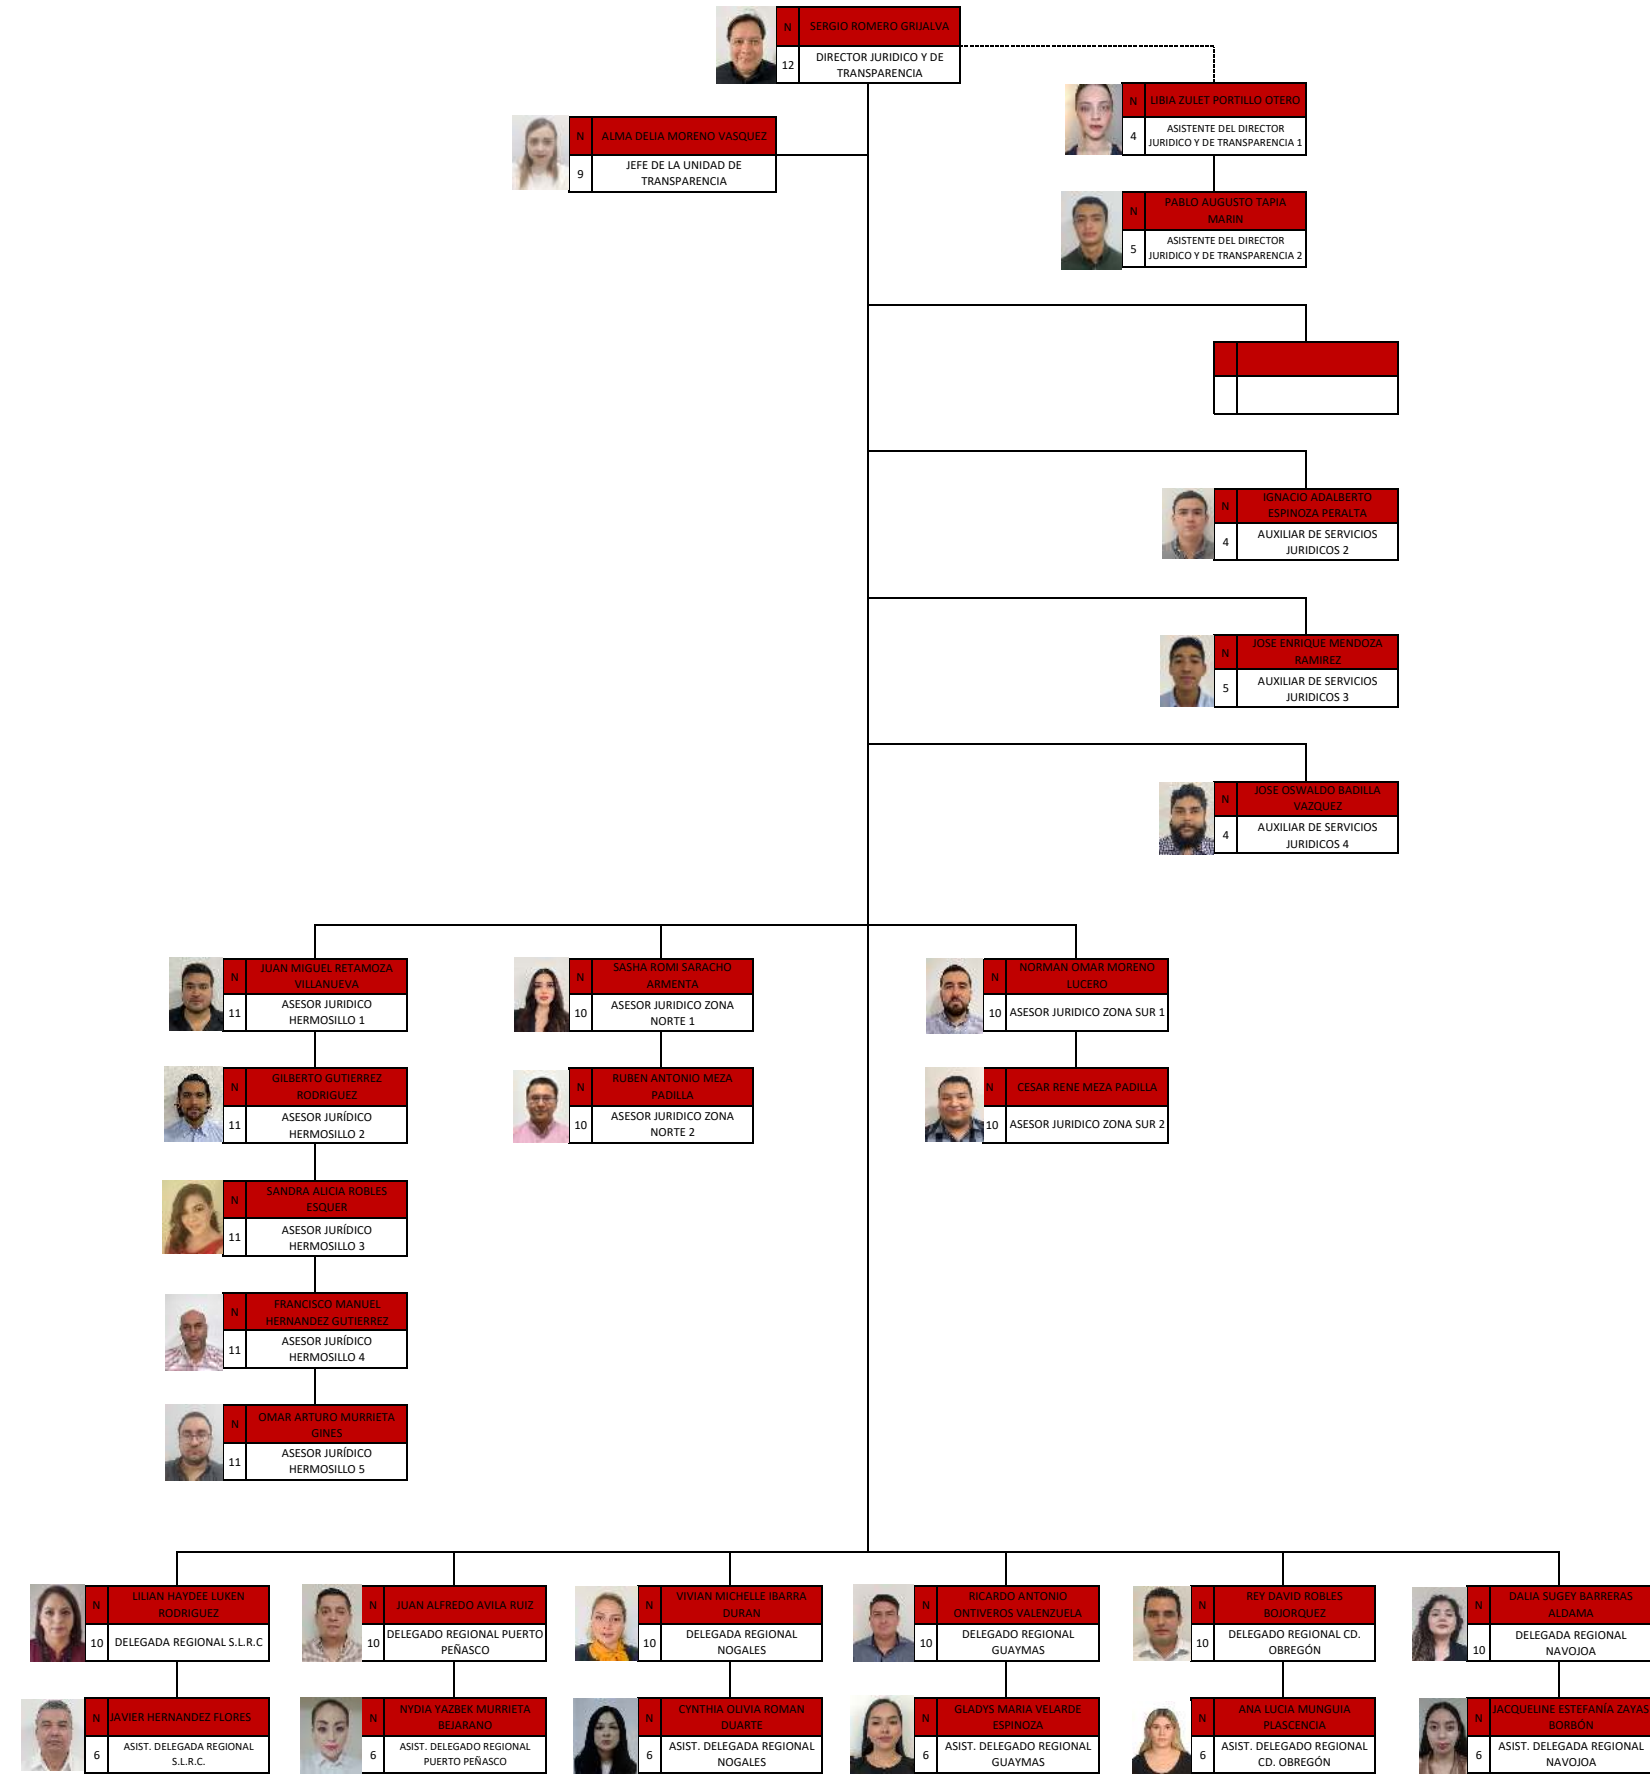 N
SERGIO ROMERO GRIJALVA
12
DIRECTOR JURIDICO Y DE
TRANSPARENCIA
N
LIBIA ZULET PORTILLO OTERO
4
ASISTENTE DEL DIRECTOR
JURIDICO Y DE TRANSPARENCIA 1
N
ALMA DELIA MORENO VASQUEZ
9
JEFE DE LA UNIDAD DE
TRANSPARENCIA
N
PABLO AUGUSTO TAPIA
MARIN
5
ASISTENTE DEL DIRECTOR
JURIDICO Y DE TRANSPARENCIA 2
N
IGNACIO ADALBERTO
ESPINOZA PERALTA
4
AUXILIAR DE SERVICIOS
JURIDICOS 2
N
JOSE ENRIQUE MENDOZA
RAMIREZ
5
AUXILIAR DE SERVICIOS
JURIDICOS 3
N
JOSE OSWALDO BADILLA
VAZQUEZ
4
AUXILIAR DE SERVICIOS
JURIDICOS 4
N
JUAN MIGUEL RETAMOZA
VILLANUEVA
11
ASESOR JURIDICO
HERMOSILLO 1
N
SASHA ROMI SARACHO
ARMENTA
10
ASESOR JURIDICO ZONA
NORTE 1
N
NORMAN OMAR MORENO
LUCERO
10
ASESOR JURIDICO ZONA SUR 1
N
GILBERTO GUTIERREZ
RODRIGUEZ
11
ASESOR JURÍDICO
HERMOSILLO 2
N
RUBEN ANTONIO MEZA
PADILLA
10
ASESOR JURIDICO ZONA
NORTE 2
N
CESAR RENE MEZA PADILLA
10
ASESOR JURIDICO ZONA SUR 2
N
SANDRA ALICIA ROBLES
ESQUER
11
ASESOR JURÍDICO
HERMOSILLO 3
N
FRANCISCO MANUEL
HERNANDEZ GUTIERREZ
11
ASESOR JURÍDICO
HERMOSILLO 4
N
OMAR ARTURO MURRIETA
GINES
11
ASESOR JURÍDICO
HERMOSILLO 5
N
LILIAN HAYDEE LUKEN
RODRIGUEZ
10
DELEGADA REGIONAL S.L.R.C
N
JUAN ALFREDO AVILA RUIZ
10
DELEGADO REGIONAL PUERTO
PEÑASCO
N
VIVIAN MICHELLE IBARRA
DURAN
10
DELEGADA REGIONAL
NOGALES
N
RICARDO ANTONIO
ONTIVEROS VALENZUELA
10
DELEGADO REGIONAL
GUAYMAS
N
REY DAVID ROBLES
BOJORQUEZ
10
DELEGADO REGIONAL CD.
OBREGÓN
N
DALIA SUGEY BARRERAS
ALDAMA
10
DELEGADA REGIONAL
NAVOJOA
N
JAVIER HERNANDEZ FLORES
6
ASIST. DELEGADA REGIONAL
S.L.R.C.
N
NYDIA YAZBEK MURRIETA
BEJARANO
6
ASIST. DELEGADO REGIONAL
PUERTO PEÑASCO
N
CYNTHIA OLIVIA ROMAN
DUARTE
6
ASIST. DELEGADA REGIONAL
NOGALES
N
GLADYS MARIA VELARDE
ESPINOZA
6
ASIST. DELEGADO REGIONAL
GUAYMAS
N
ANA LUCIA MUNGUIA
PLASCENCIA
6
ASIST. DELEGADO REGIONAL
CD. OBREGÓN
N
JACQUELINE ESTEFANÍA ZAYAS
BORBÓN
6
ASIST. DELEGADA REGIONAL
NAVOJOA